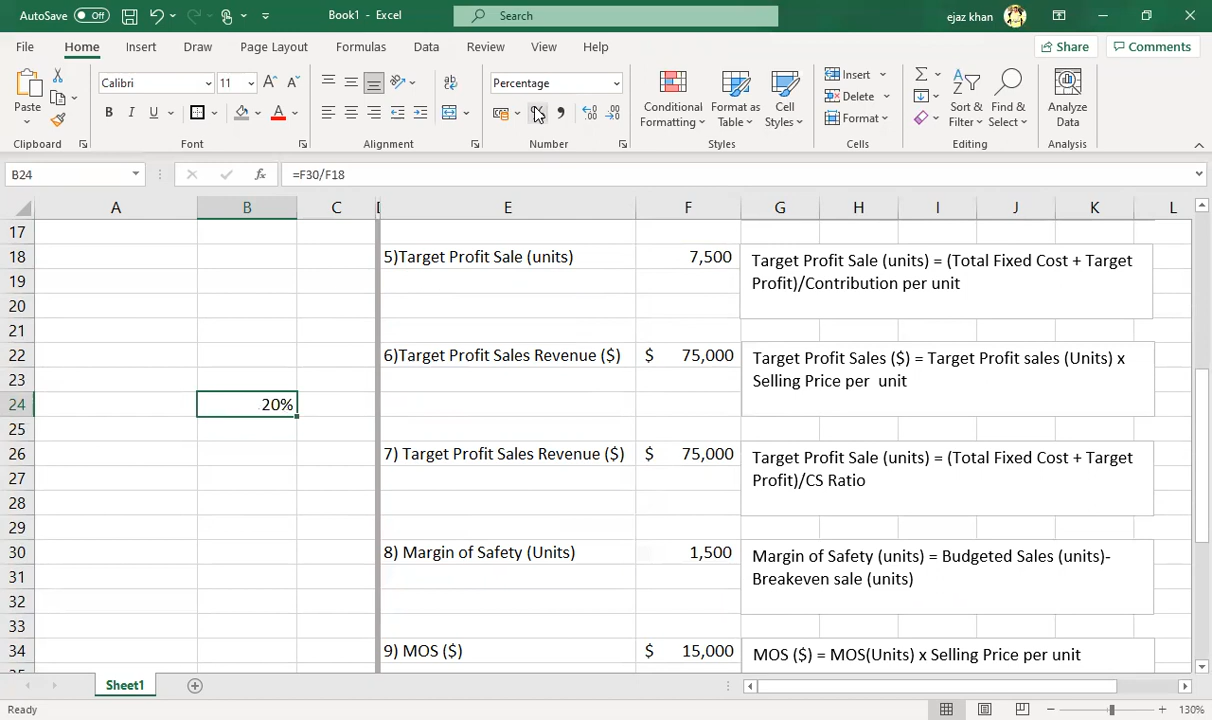 AutoSave Off Book1 - Excel Search ejaz khan
File Home Insert Draw Page Layout Formulas Data Review View Help Share Comments
Paste Calibri 11 Percentage Conditional Formatting Format as Table Cell Styles Insert Delete Format Sort & Filter Find & Select Analyze Data
Clipboard Font Alignment Number Styles Cells Editing Analysis
B24 =F30/F18
A B C E F G H I J K L
17
18 5)Target Profit Sale (units) 7,500 Target Profit Sale (units) = (Total Fixed Cost + Target
19 Profit)/Contribution per unit
20
21
22 6)Target Profit Sales Revenue ($) $ 75,000 Target Profit Sales ($) = Target Profit sales (Units) x
23 Selling Price per unit
24 20%
25
26 7) Target Profit Sales Revenue ($) $ 75,000 Target Profit Sale (units) = (Total Fixed Cost + Target
27 Profit)/CS Ratio
28
29
30 8) Margin of Safety (Units) 1,500 Margin of Safety (units) = Budgeted Sales (units)-
31 Breakeven sale (units)
32
33
34 9) MOS ($) $ 15,000 MOS ($) = MOS(Units) x Selling Price per unit
Sheet1
Ready 130%